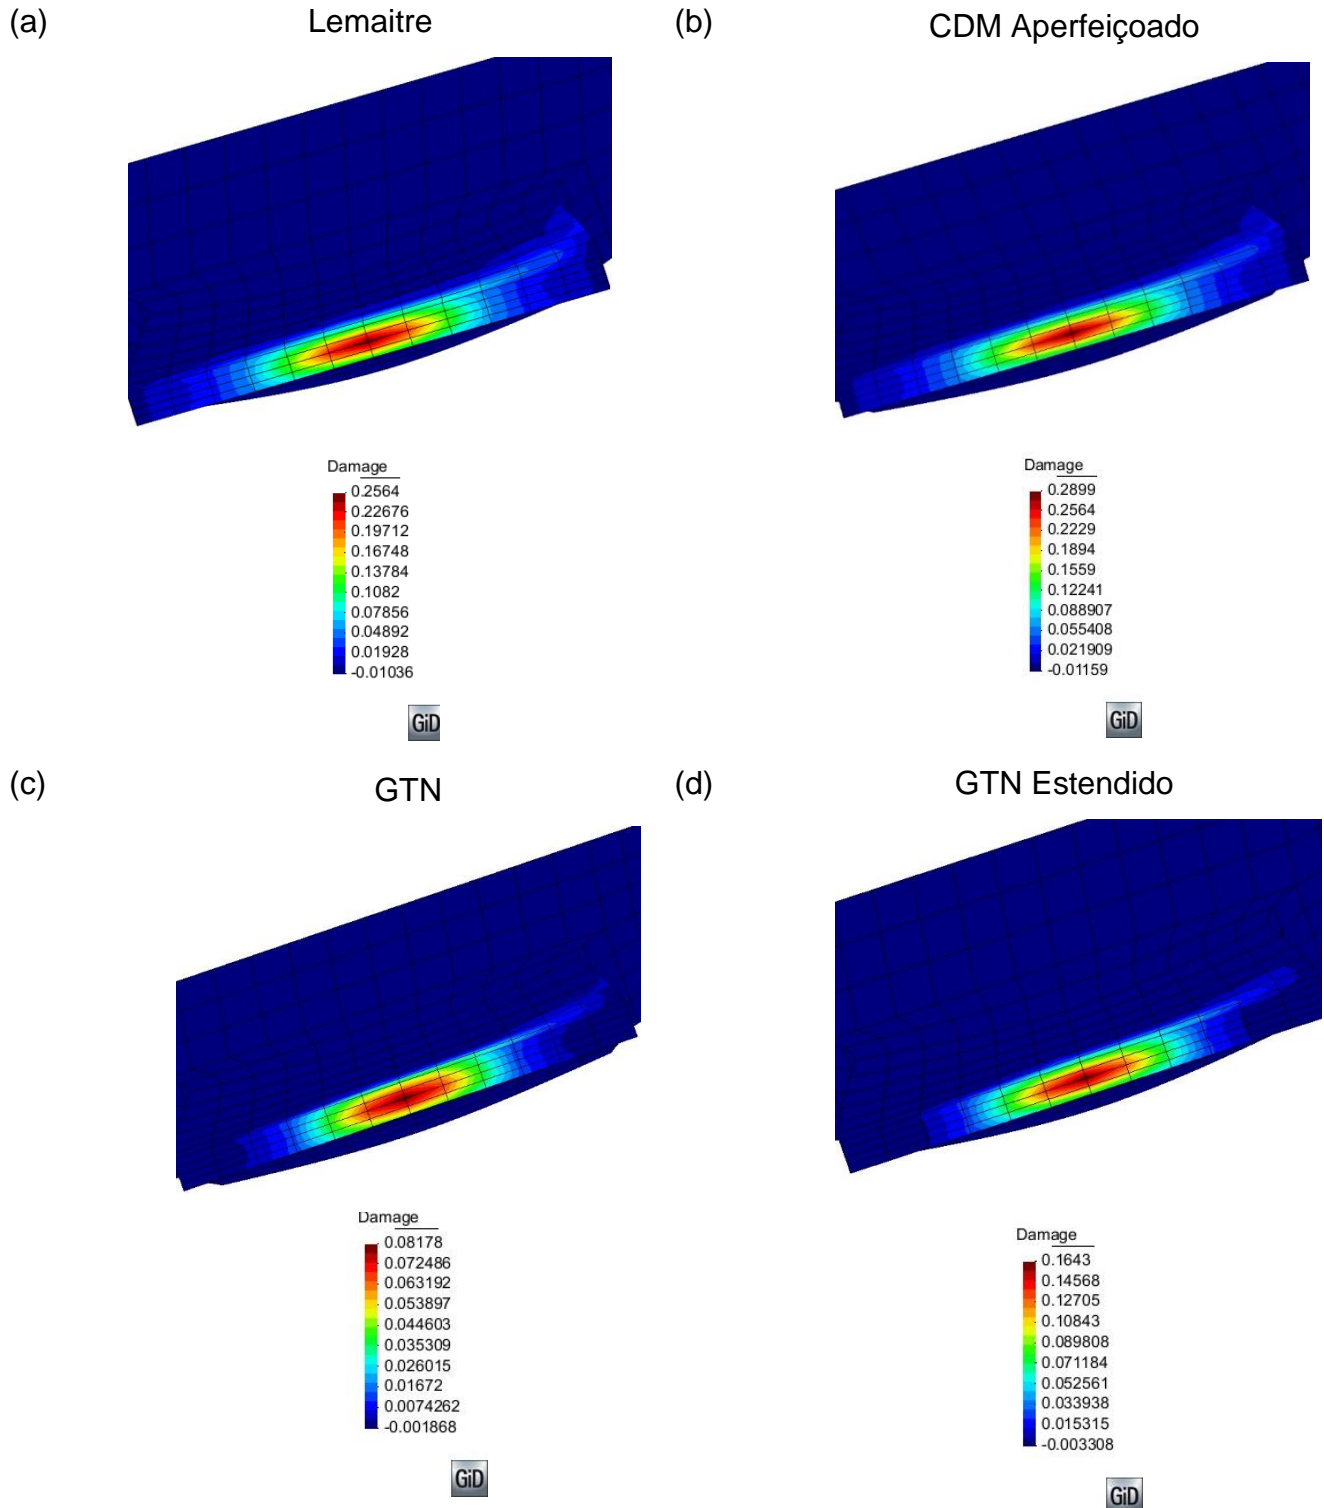 (a)
Lemaitre
(b)
CDM Aperfeiçoado
Damage
0.2564
0.22676
0.19712
0.16748
0.13784
0.1082
0.07856
0.04892
0.01928
-0.01036
GiD
Damage
0.2899
0.2564
0.2229
0.1894
0.1559
0.12241
0.088907
0.055408
0.021909
-0.01159
GiD
(c)
GTN
(d)
GTN Estendido
Damage
0.08178
0.072486
0.063192
0.053897
0.044603
0.035309
0.026015
0.01672
0.0074262
-0.001868
GiD
Damage
0.1643
0.14568
0.12705
0.10843
0.089808
0.071184
0.052561
0.033938
0.015315
-0.003308
GiD